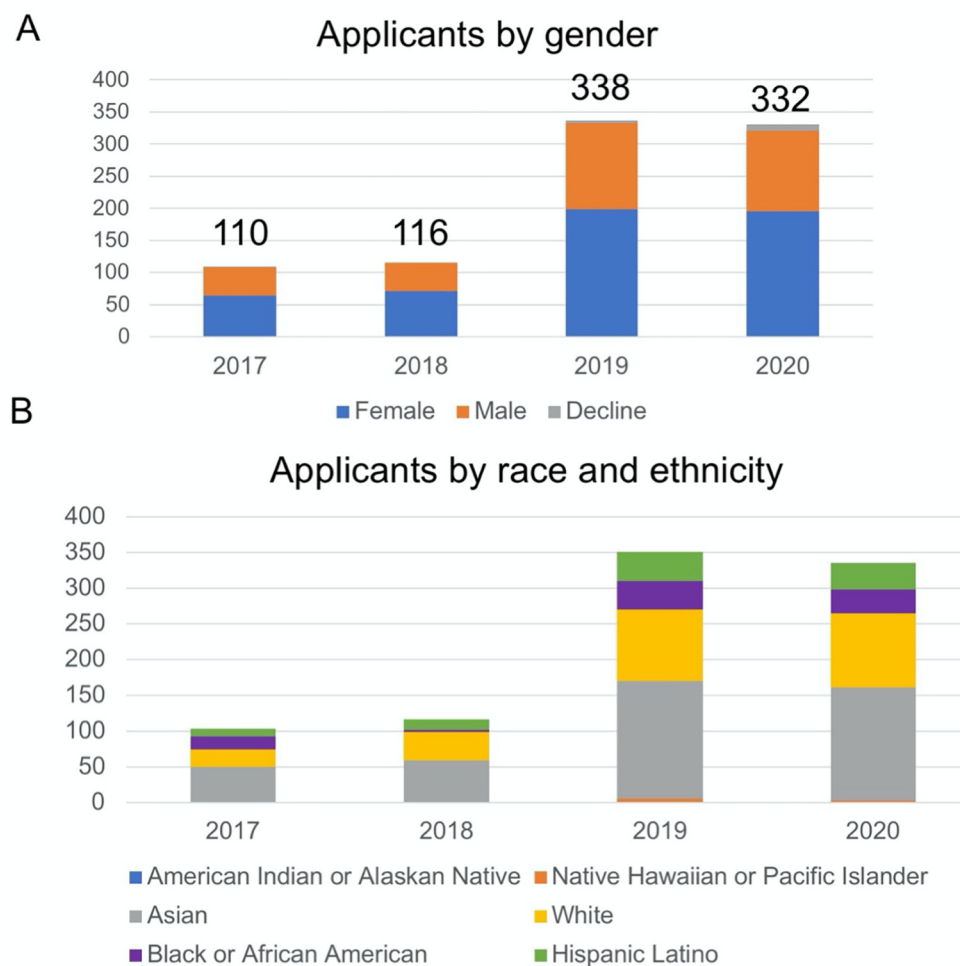 A
Applicants by gender
400
350
300
250
200
150
100
50
0
110
116
338
332
2017 2018 2019 2020
Female Male Decline
B
Applicants by race and ethnicity
400
350
300
250
200
150
100
50
0
2017 2018 2019 2020
American Indian or Alaskan Native Native Hawaiian or Pacific Islander
Asian White
Black or African American Hispanic Latino